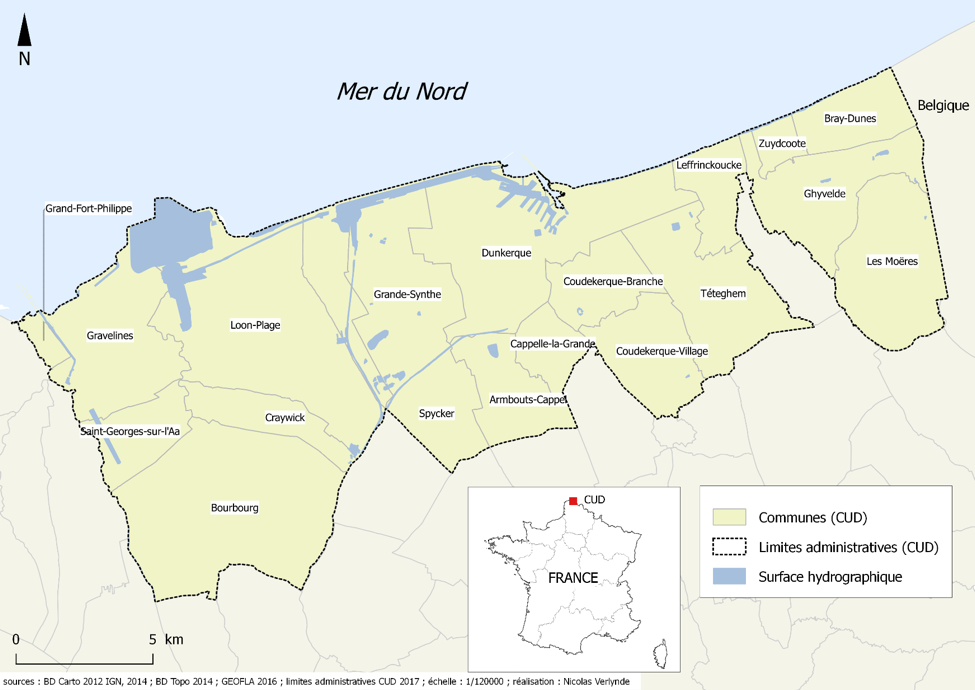 N
Mer du Nord
Belgique
Bray-Dunes
Zuydcoote
Leffrinckoucke
Ghyvelde
Grand-Fort-Philippe
Dunkerque
Les Moëres
Coudekerque-Branche
Grande-Synthe
Téteghem
Loon-Plage
Gravelines
Cappelle-la-Grande
Coudekerque-Village
Armbouts-Cappel
Spycker
Craywick
Saint-Georges-sur-l'Aa
Bourbourg
CUD
FRANCE
Communes (CUD)
Limites administratives (CUD)
Surface hydrographique
0 5 km
sources : BD Carto 2012 IGN, 2014 ; BD Topo 2014 ; GEOFLA 2016 ; limites administratives CUD 2017 ; échelle : 1/120000 ; réalisation : Nicolas Verlynde